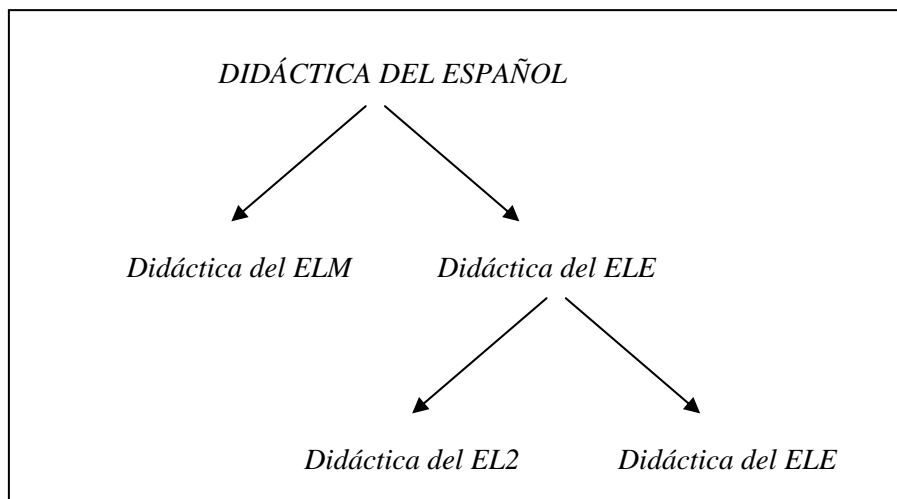 DIDÁCTICA DEL ESPAÑOL
Didáctica del ELM Didáctica del ELE
Didáctica del EL2 Didáctica del ELE